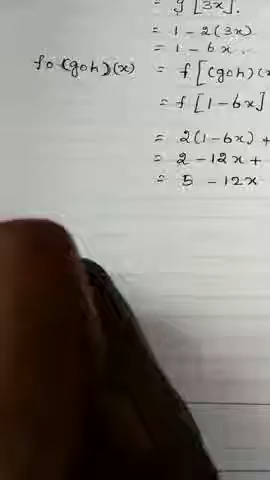 = g [3x].
= 1 - 2(3x)
= 1 - 6x.
fo(goh)(x) = f[(goh)(x
= f[1-6x]
= 2(1-6x) +
= 2 - 12x +
= 5 - 12x